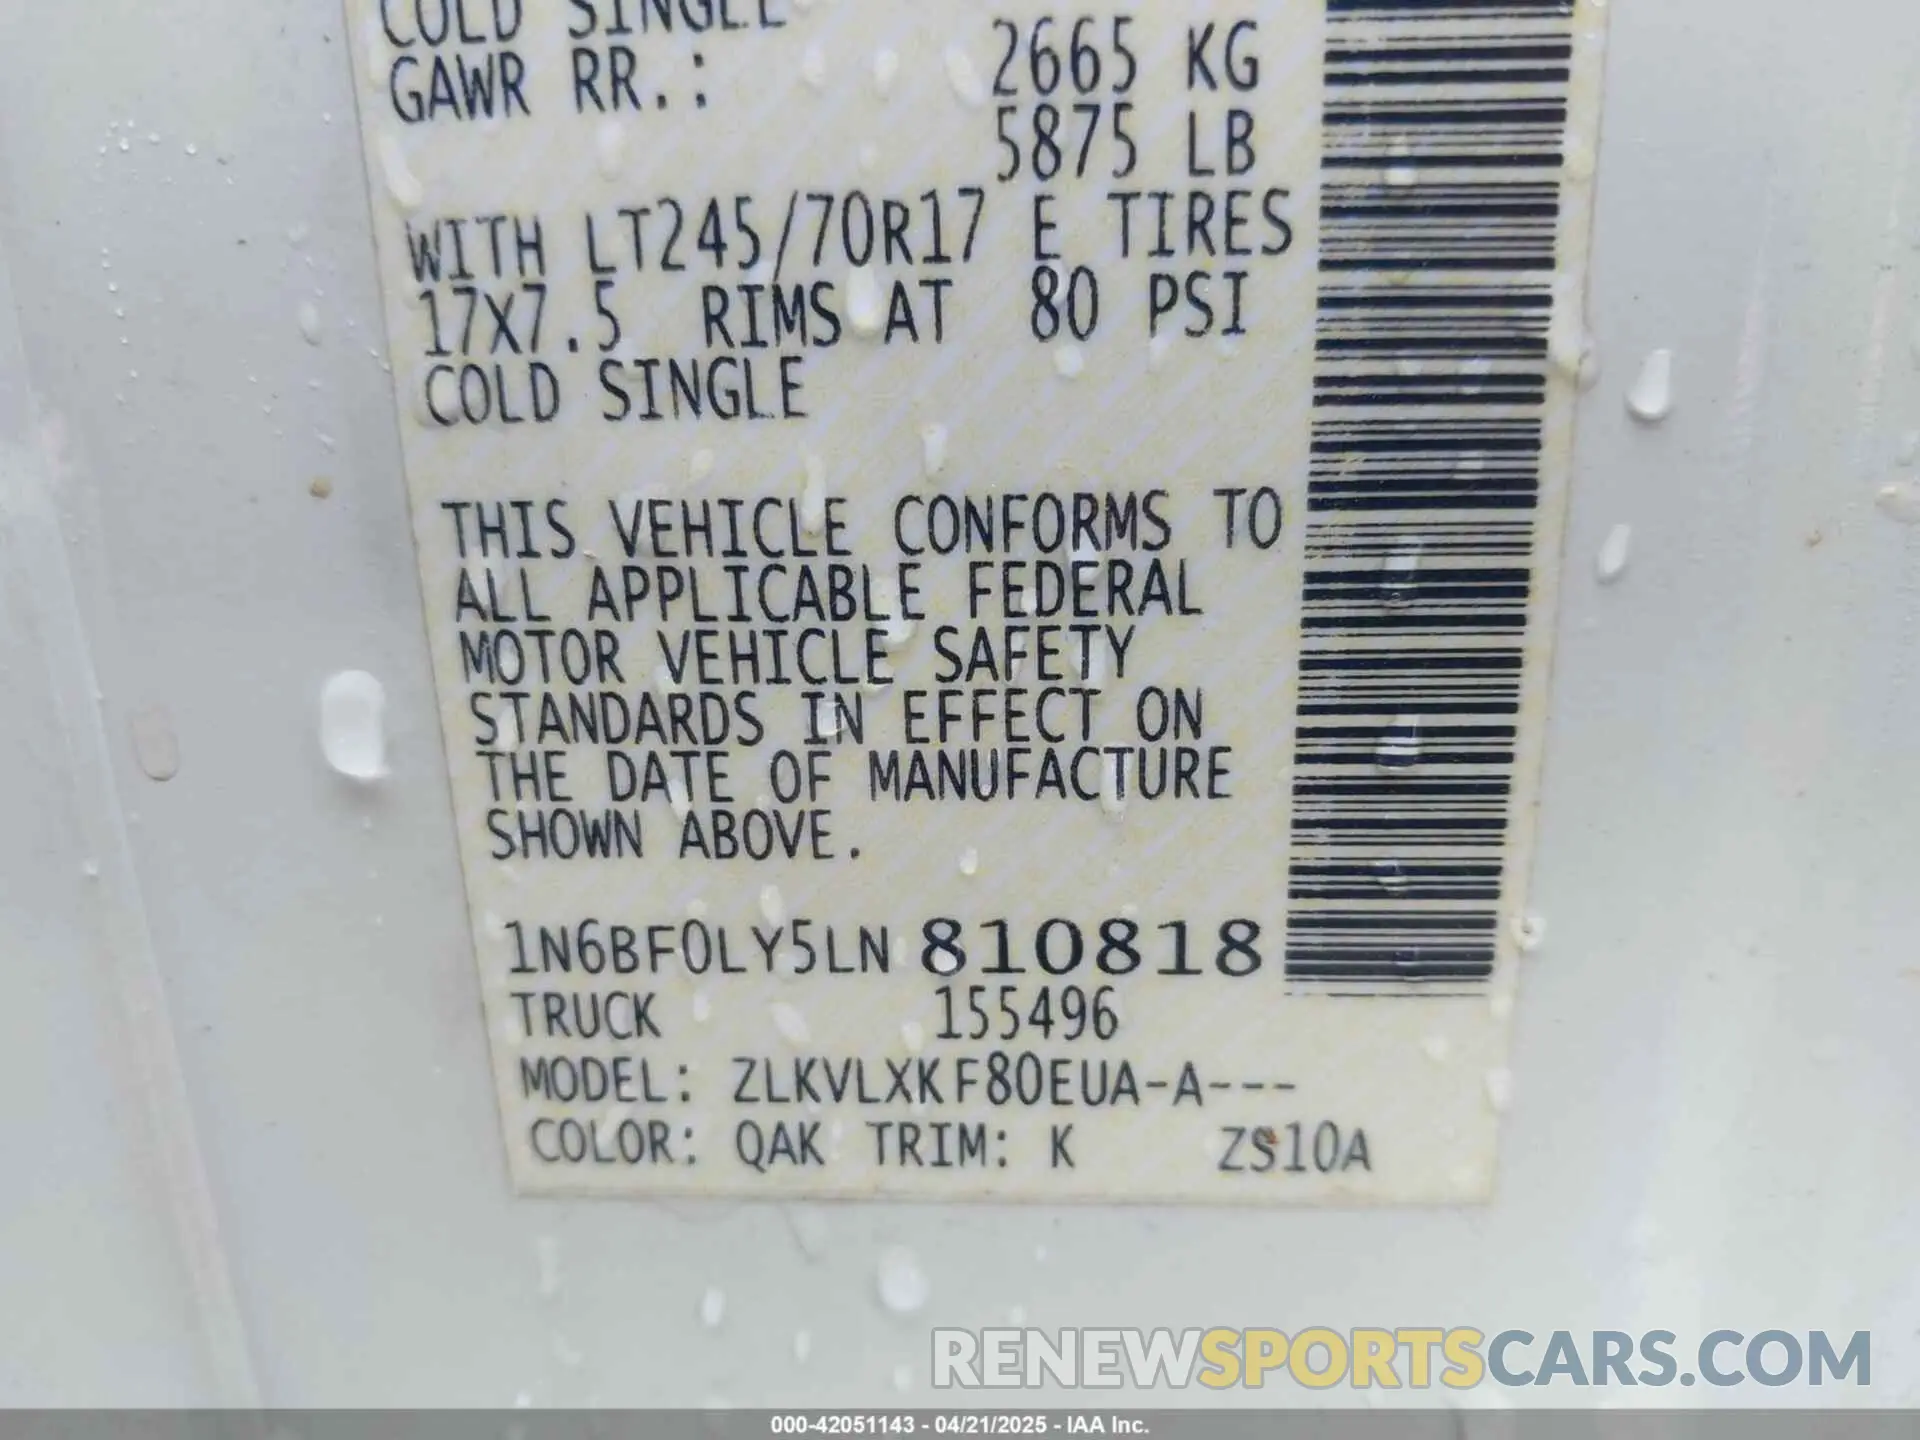 COLD SINGLE
GAWR RR.: 2665 KG
5875 LB
WITH LT245/70R17 E TIRES
17X7.5 RIMS AT 80 PSI
COLD SINGLE
THIS VEHICLE CONFORMS TO
ALL APPLICABLE FEDERAL
MOTOR VEHICLE SAFETY
STANDARDS IN EFFECT ON
THE DATE OF MANUFACTURE
SHOWN ABOVE.
1N6BF0LY5LN 810818
TRUCK 155496
MODEL: ZLKVLXKF80EUA-A---
COLOR: QAK TRIM: K ZS10A
RENEWSPORTSCARS.COM
000-42051143 - 04/21/2025 - IAA Inc.